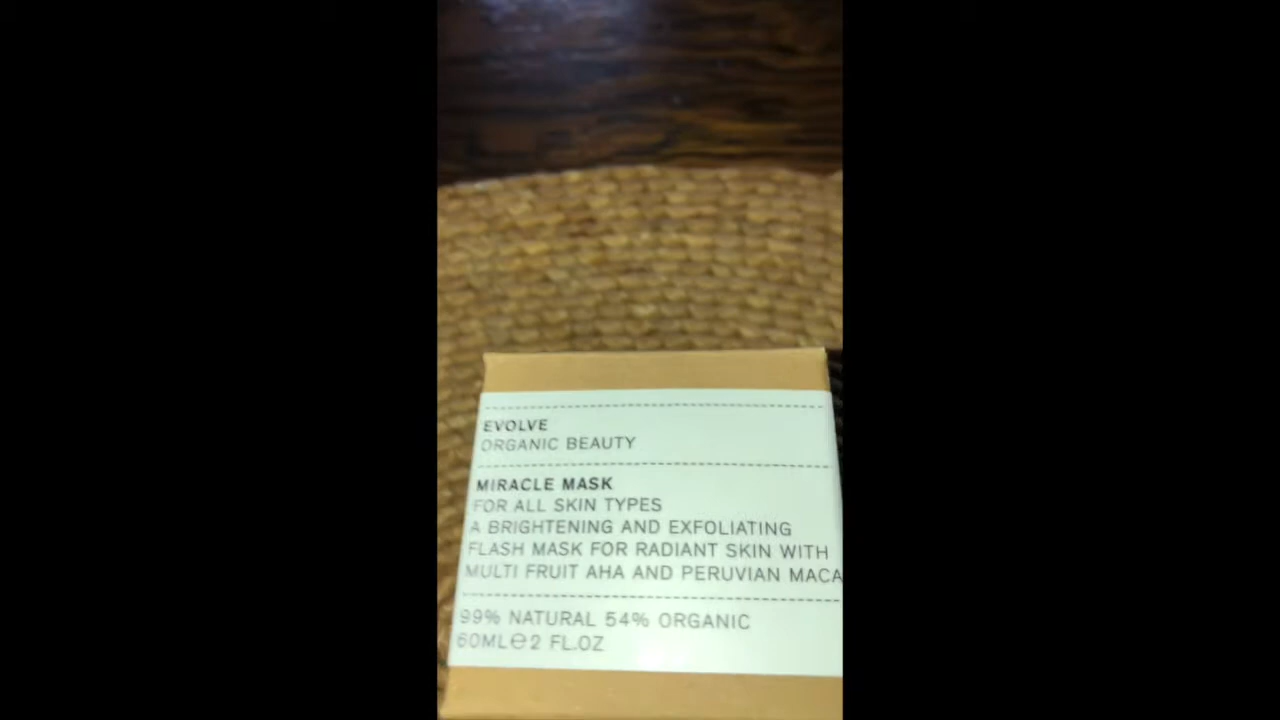 EVOLVE
ORGANIC BEAUTY
MIRACLE MASK
FOR ALL SKIN TYPES
A BRIGHTENING AND EXFOLIATING
FLASH MASK FOR RADIANT SKIN WITH
MULTI FRUIT AHA AND PERUVIAN MACA
99% NATURAL 54% ORGANIC
60ML℮2 FL.OZ